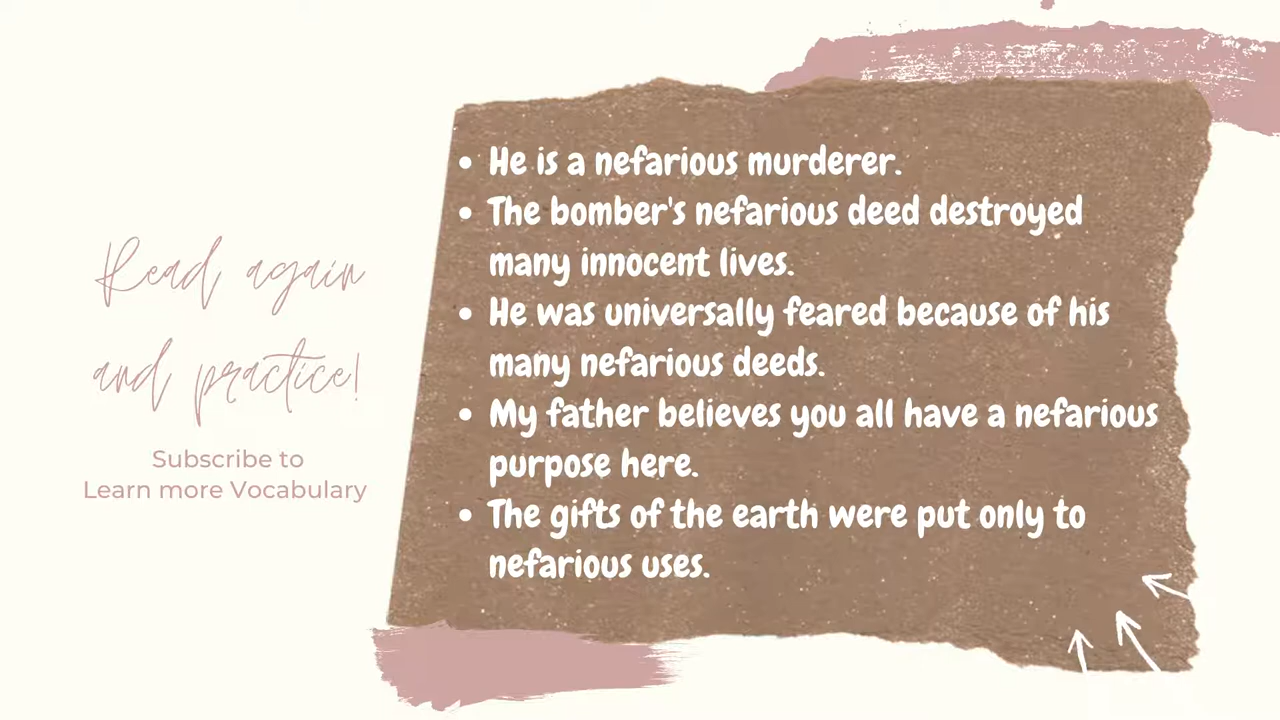 Read again
and practice!
Subscribe to
Learn more Vocabulary
• He is a nefarious murderer.
• The bomber's nefarious deed destroyed
many innocent lives.
• He was universally feared because of his
many nefarious deeds.
• My father believes you all have a nefarious
purpose here.
• The gifts of the earth were put only to
nefarious uses.